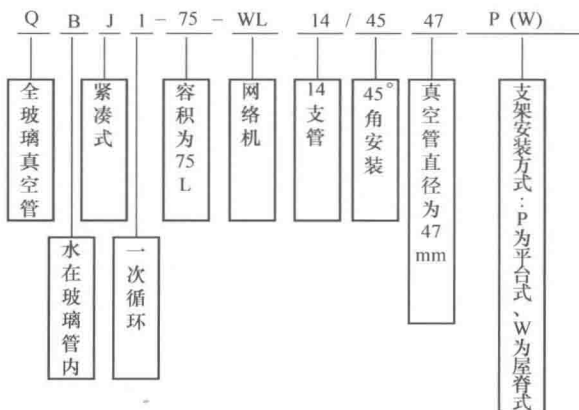 Q B J 1-75-WL 14/45 47 P(W)
全玻璃真空管
水在玻璃管内
紧凑式
一次循环
容积为75L
网络机
14支管
45°角安装
真空管直径为47mm
支架安装方式:P为平台式、W为屋脊式